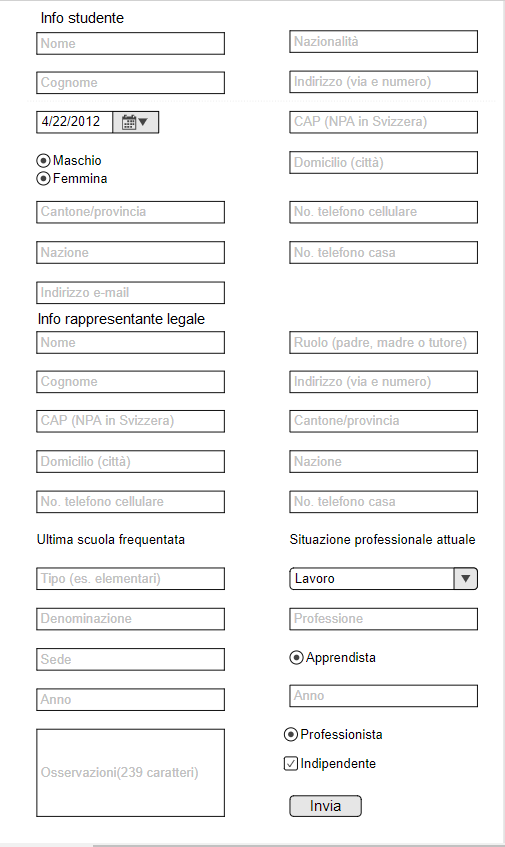 Info studente
Nome
Nazionalità
Cognome
Indirizzo (via e numero)
4/22/2012
CAP (NPA in Svizzera)
Maschio
Domicilio (città)
Femmina
Cantone/provincia
No. telefono cellulare
Nazione
No. telefono casa
Indirizzo e-mail
Info rappresentante legale
Nome
Ruolo (padre, madre o tutore)
Cognome
Indirizzo (via e numero)
CAP (NPA in Svizzera)
Cantone/provincia
Domicilio (città)
Nazione
No. telefono cellulare
No. telefono casa
Ultima scuola frequentata
Situazione professionale attuale
Tipo (es. elementari)
Lavoro
Denominazione
Professione
Sede
Apprendista
Anno
Anno
Professionista
Osservazioni(239 caratteri)
Indipendente
Invia